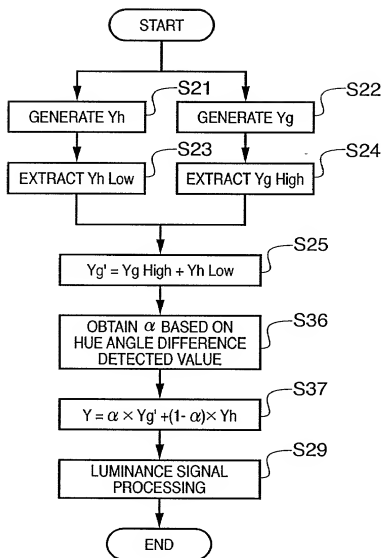 START
S21
S22
GENERATE Yh
GENERATE Yg
S23
S24
EXTRACT Yh Low
EXTRACT Yg High
S25
Yg' = Yg High + Yh Low
S36
OBTAIN α BASED ON
HUE ANGLE DIFFERENCE
DETECTED VALUE
S37
Y = α × Yg' +(1- α)× Yh
S29
LUMINANCE SIGNAL
PROCESSING
END